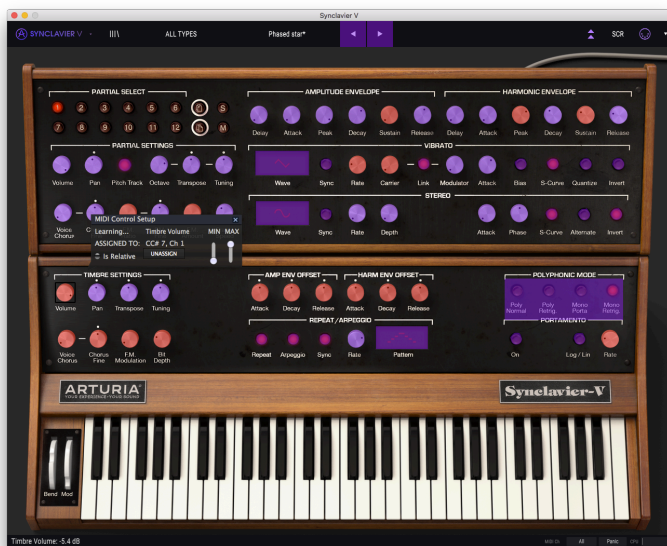 Synclavier V
SYNCLAVIER V
ALL TYPES
Phased star*
SCR
PARTIAL SELECT
1 2 3 4 5 6 S
7 8 9 10 11 12 M
AMPLITUDE ENVELOPE
HARMONIC ENVELOPE
Delay Attack Peak Decay Sustain Release Delay Attack Peak Decay Sustain Release
PARTIAL SETTINGS
VIBRATO
Volume Pan Pitch Track Octave Transpose Tuning
Wave Sync Rate Carrier Link Modulator Attack Bias S-Curve Quantize Invert
STEREO
Voice
Chorus
Wave Sync Rate Depth Attack Phase S-Curve Alternate Invert
MIDI Control Setup x
Learning... Timbre Volume MIN MAX
ASSIGNED TO: CC# 7, Ch 1
Is Relative UNASSIGN
TIMBRE SETTINGS
AMP ENV OFFSET
HARM ENV OFFSET
POLYPHONIC MODE
Volume Pan Transpose Tuning
Attack Decay Release Attack Decay Release
Poly
Normal
Poly
Retrig.
Mono
Porta
Mono
Retrig.
REPEAT/ARPEGGIO
PORTAMENTO
Voice
Chorus
Chorus
Fine
F.M.
Modulation
Bit
Depth
Repeat Arpeggio Sync Rate Pattern
On Log / Lin Rate
ARTURIA
YOUR EXPERIENCE•YOUR SOUND
Synclavier-V
Bend Mod
Timbre Volume: -5.4 dB
MIDI Ch All Panic CPU